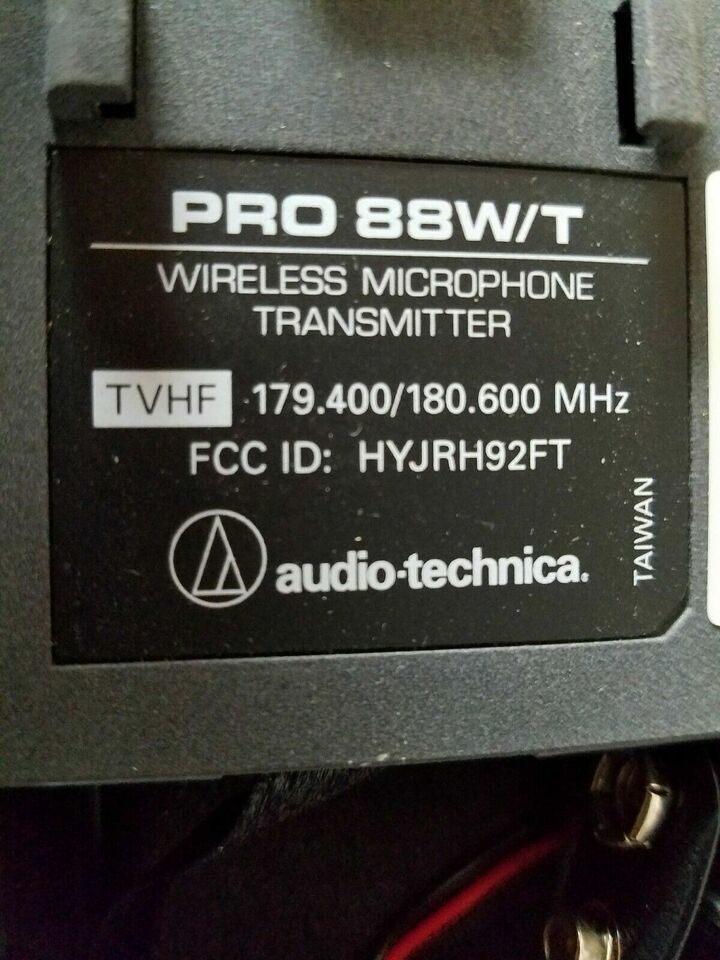 PRO 88W/T
WIRELESS MICROPHONE
TRANSMITTER
TVHF 179.400/180.600 MHz
FCC ID: HYJRH92FT
audio-technica.
TAIWAN